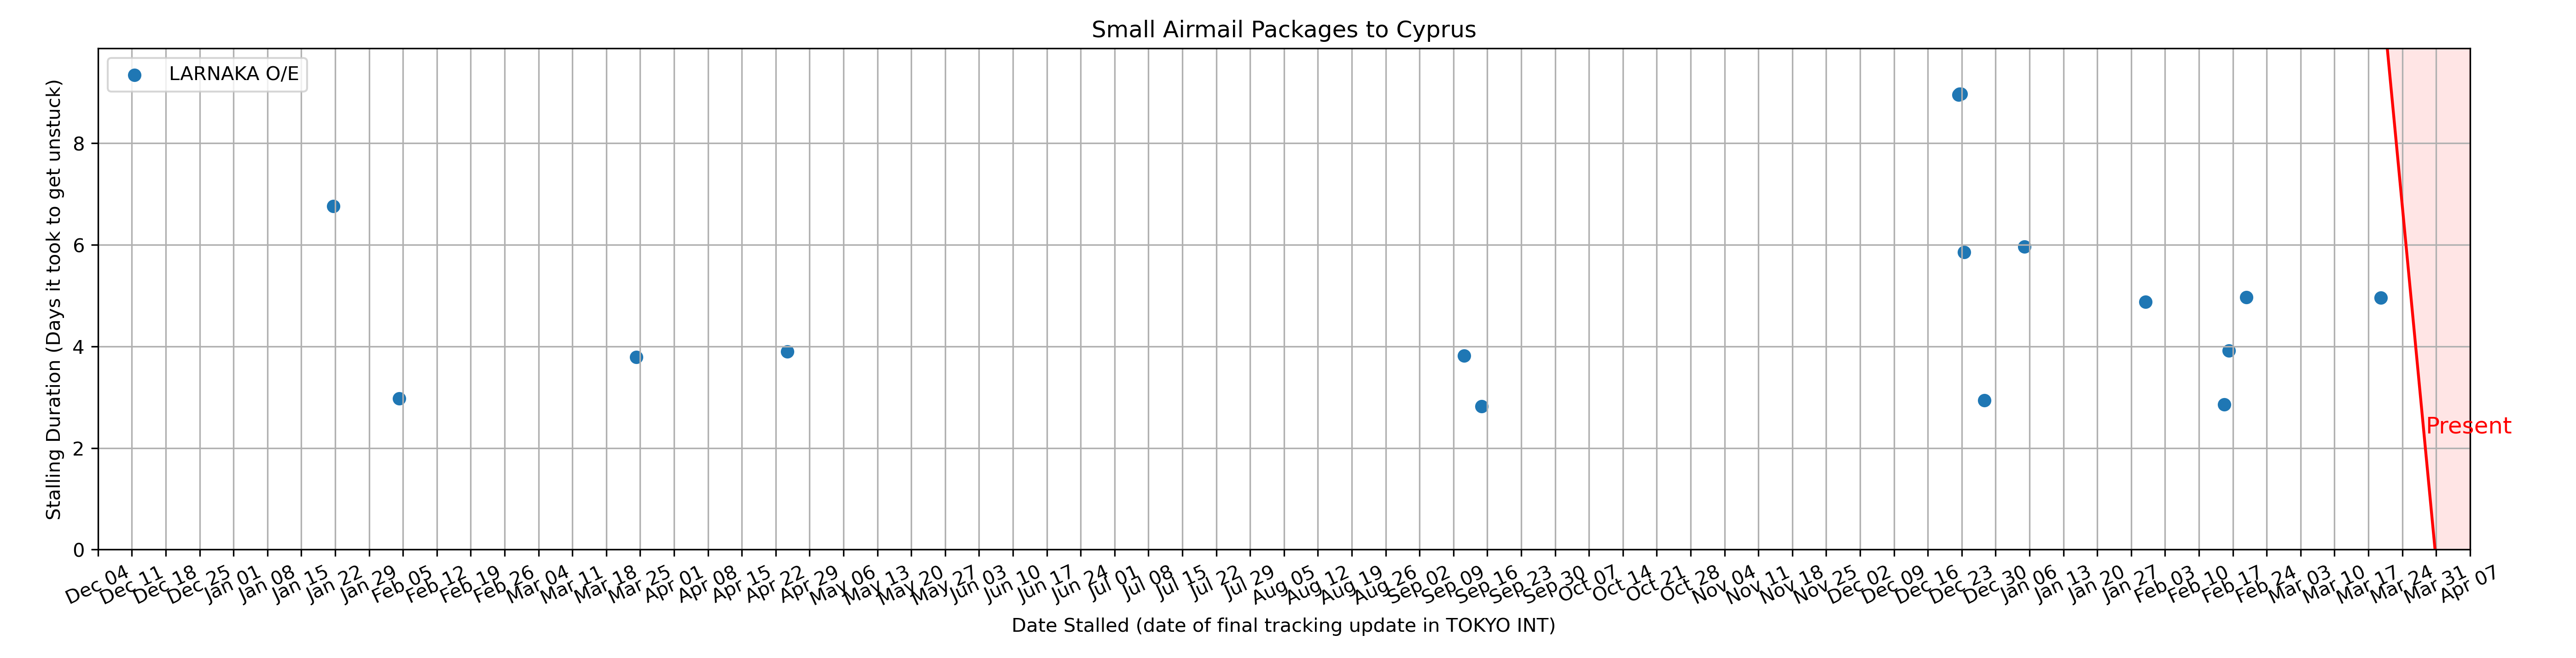 Small Airmail Packages to Cyprus
LARNAKA O/E
Stalling Duration (Days it took to get unstuck)
8
6
4
2
0
Present
Dec 04 Dec 11 Dec 18 Dec 25 Jan 01 Jan 08 Jan 15 Jan 22 Jan 29 Feb 05 Feb 12 Feb 19 Feb 26 Mar 04 Mar 11 Mar 18 Mar 25 Apr 01 Apr 08 Apr 15 Apr 22 Apr 29 May 06 May 13 May 20 May 27 Jun 03 Jun 10 Jun 17 Jun 24 Jul 01 Jul 08 Jul 15 Jul 22 Jul 29 Aug 05 Aug 12 Aug 19 Aug 26 Sep 02 Sep 09 Sep 16 Sep 23 Sep 30 Oct 07 Oct 14 Oct 21 Oct 28 Nov 04 Nov 11 Nov 18 Nov 25 Dec 02 Dec 09 Dec 16 Dec 23 Dec 30 Jan 06 Jan 13 Jan 20 Jan 27 Feb 03 Feb 10 Feb 17 Feb 24 Mar 03 Mar 10 Mar 17 Mar 24 Mar 31 Apr 07
Date Stalled (date of final tracking update in TOKYO INT)